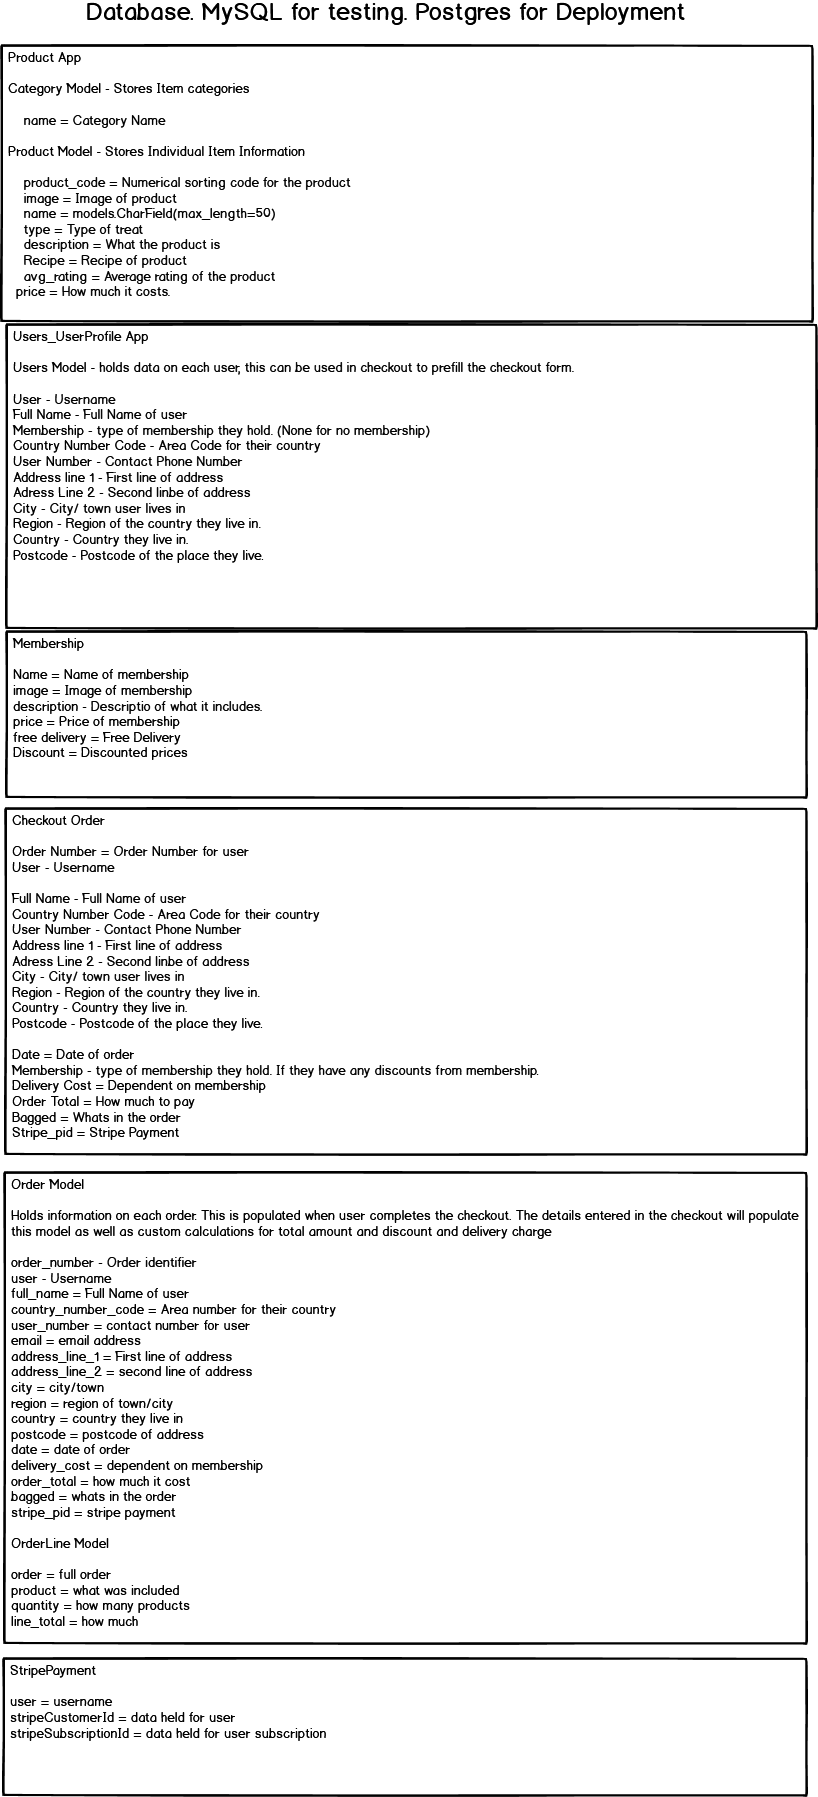 Database. MySQL for testing. Postgres for Deployment
Product App
Category Model - Stores Item categories
name = Category Name
Product Model - Stores Individual Item Information
product_code = Numerical sorting code for the product
image = Image of product
name = models.CharField(max_length=50)
type = Type of treat
description = What the product is
Recipe = Recipe of product
avg_rating = Average rating of the product
price = How much it costs.
Users_UserProfile App
Users Model - holds data on each user, this can be used in checkout to prefill the checkout form.
User - Username
Full Name - Full Name of user
Membership - type of membership they hold. (None for no membership)
Country Number Code - Area Code for their country
User Number - Contact Phone Number
Address line 1 - First line of address
Adress Line 2 - Second linbe of address
City - City/ town user lives in
Region - Region of the country they live in.
Country - Country they live in.
Postcode - Postcode of the place they live.
Membership
Name = Name of membership
image = Image of membership
description - Descriptio of what it includes.
price = Price of membership
free delivery = Free Delivery
Discount = Discounted prices
Checkout Order
Order Number = Order Number for user
User - Username
Full Name - Full Name of user
Country Number Code - Area Code for their country
User Number - Contact Phone Number
Address line 1 - First line of address
Adress Line 2 - Second linbe of address
City - City/ town user lives in
Region - Region of the country they live in.
Country - Country they live in.
Postcode - Postcode of the place they live.
Date = Date of order
Membership - type of membership they hold. If they have any discounts from membership.
Delivery Cost = Dependent on membership
Order Total = How much to pay
Bagged = Whats in the order
Stripe_pid = Stripe Payment
Order Model
Holds information on each order. This is populated when user completes the checkout. The details entered in the checkout will populate
this model as well as custom calculations for total amount and discount and delivery charge
order_number - Order identifier
user - Username
full_name = Full Name of user
country_number_code = Area number for their country
user_number = contact number for user
email = email address
address_line_1 = First line of address
address_line_2 = second line of address
city = city/town
region = region of town/city
country = country they live in
postcode = postcode of address
date = date of order
delivery_cost = dependent on membership
order_total = how much it cost
bagged = whats in the order
stripe_pid = stripe payment
OrderLine Model
order = full order
product = what was included
quantity = how many products
line_total = how much
StripePayment
user = username
stripeCustomerId = data held for user
stripeSubscriptionId = data held for user subscription